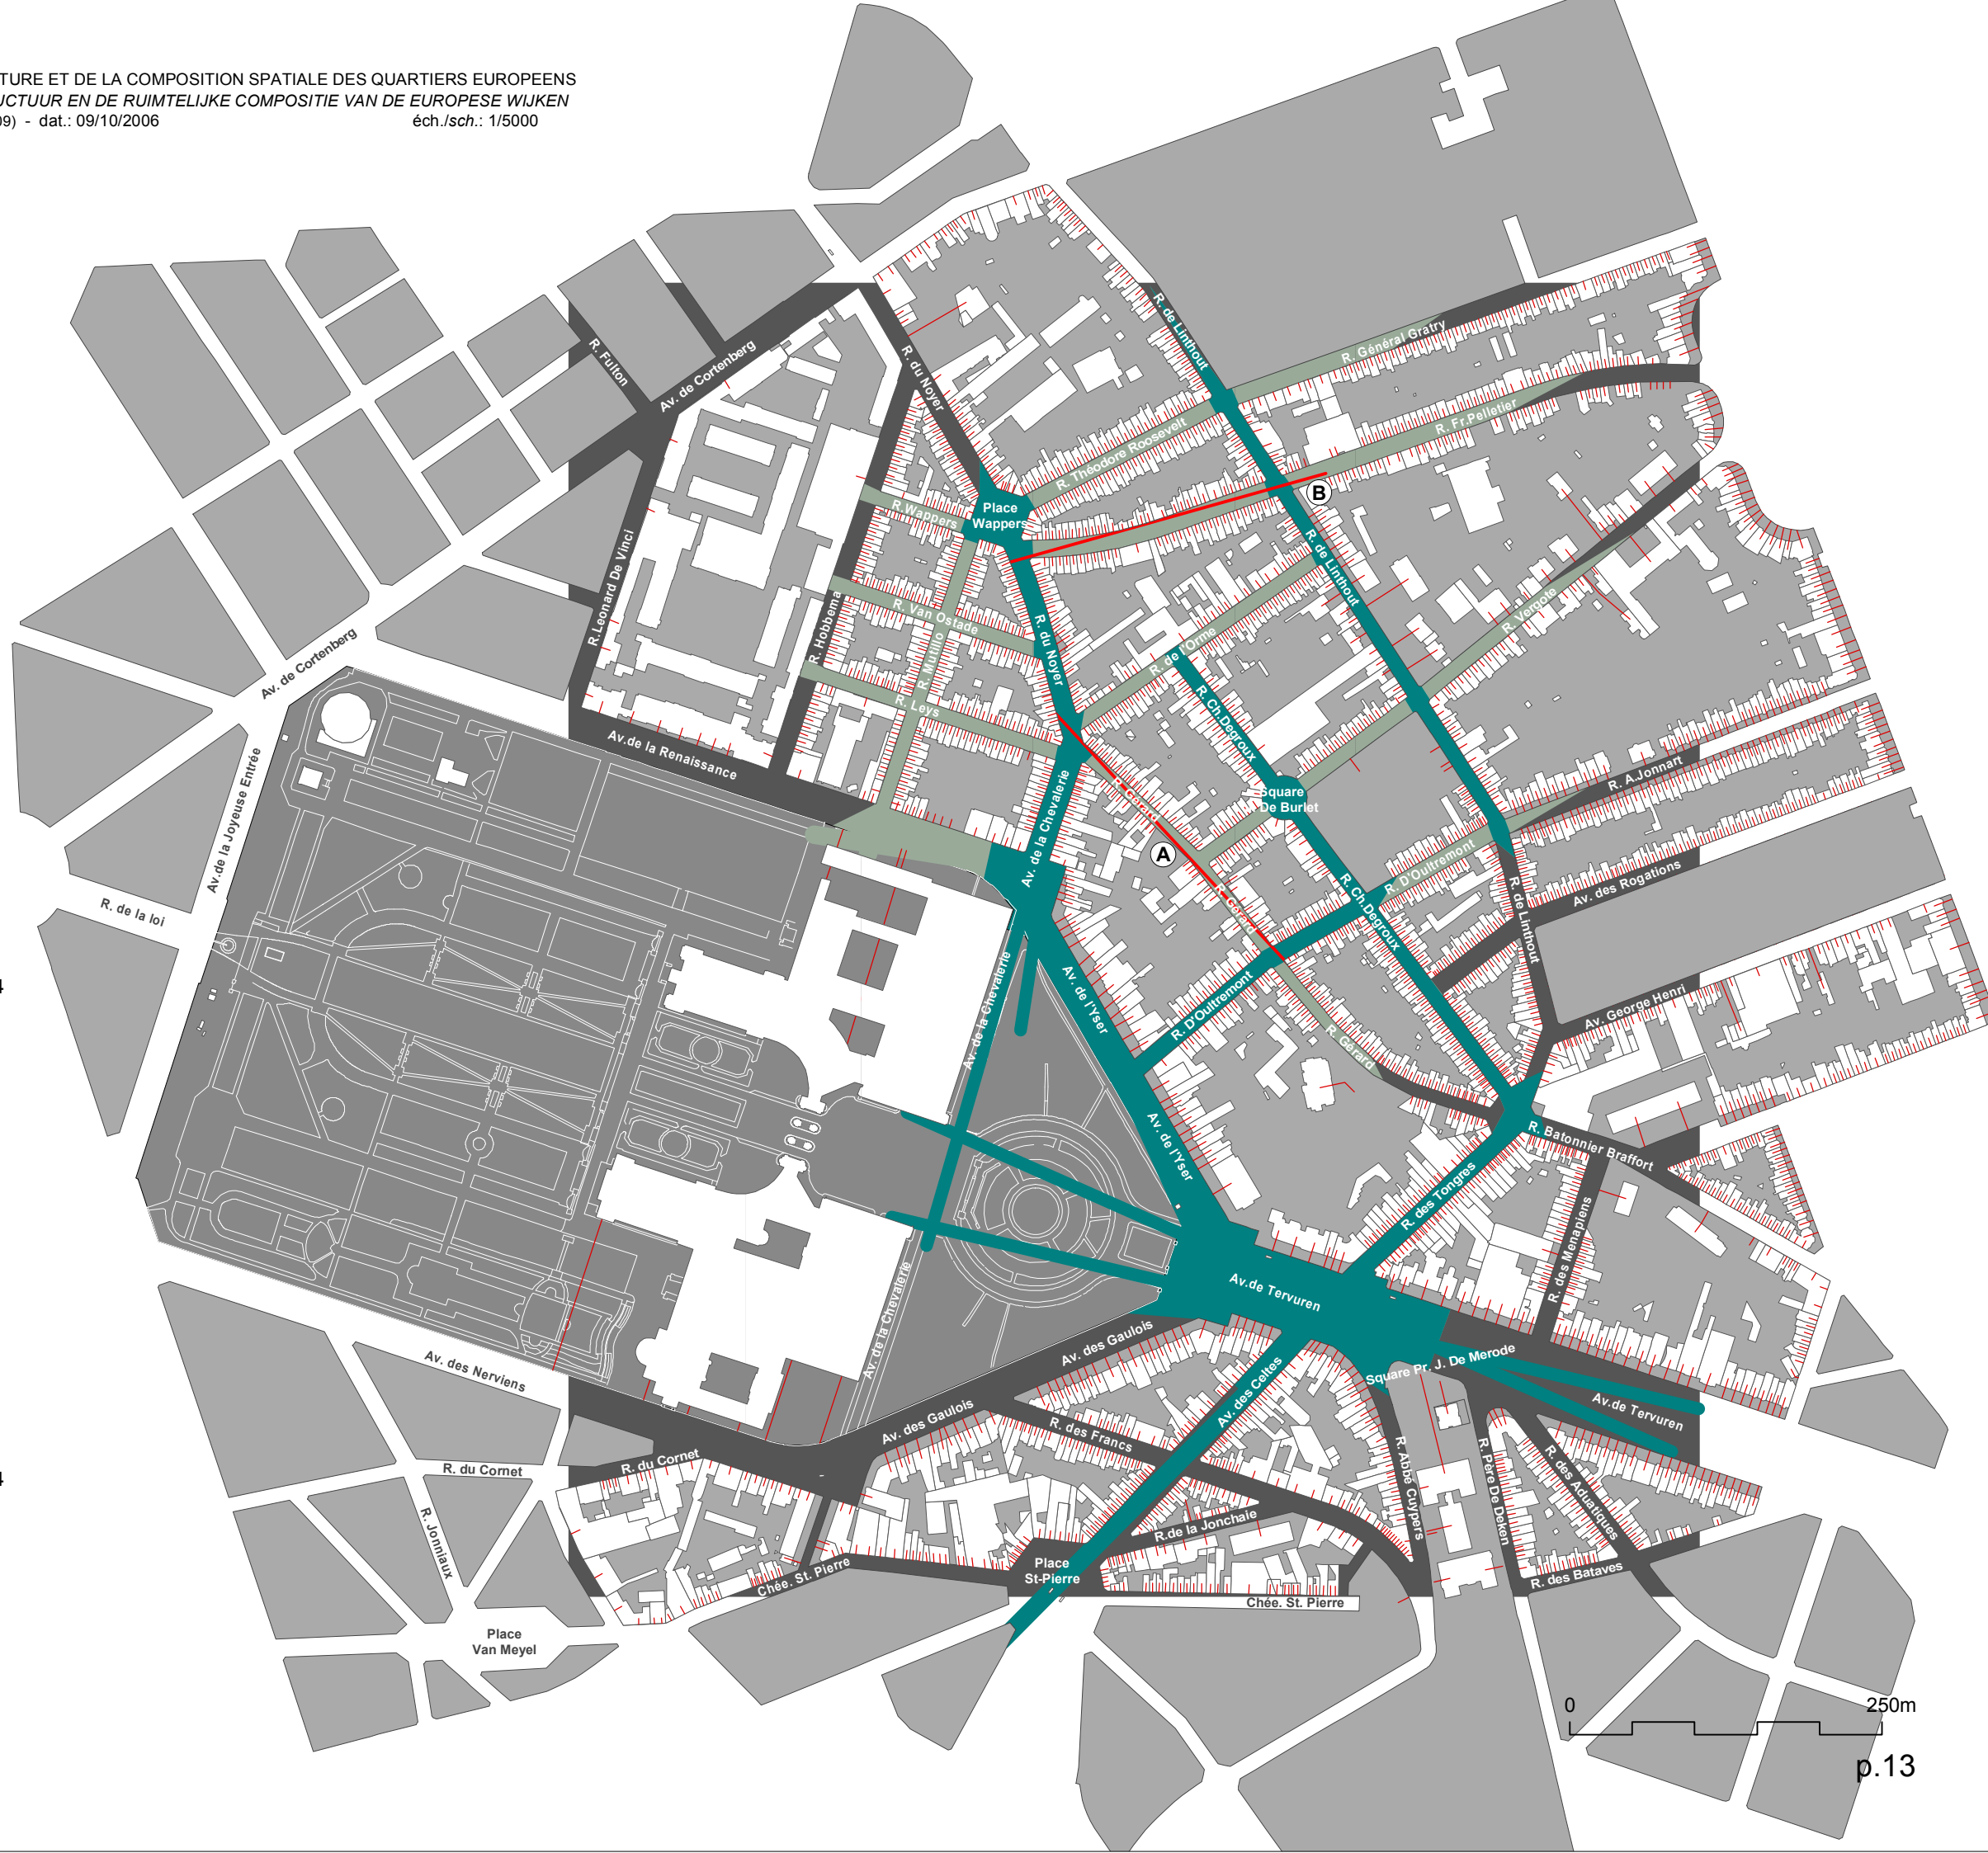 TURE ET DE LA COMPOSITION SPATIALE DES QUARTIERS EUROPEENS
UCTUUR EN DE RUIMTELIJKE COMPOSITIE VAN DE EUROPESE WIJKEN
09) - dat.: 09/10/2006 éch./sch.: 1/5000
R. de Linthout
R. Général Gratry
R. Fulton
Av. de Cortenberg
R. du Noyer
R. Fr.Pelletier
R. Théodore Roosevelt
B
R.Wappers
Place
Wappers
R. Leonard De Vinci
R. de Linthout
R. Hobbema
R. Van Ostade
R. Mutilio
R. du Noyer
R. de l'Orme
R. Vergote
Av. de Cortenberg
R. Leys
R. Ch.Degroux
Av.de la Renaissance
Av.de la Joyeuse Entrée
R. A.Jonnart
R. Gérard
Square
De Burlet
Av. de la Chevalerie
A
R. D'Oultremont
R. de la loi
Av. des Rogations
R. Gérard
R. Ch.Degroux
R. de Linthout
4
Av. de la Chevalerie
Av. de l'Yser
R. D'Oultremont
Av. George Henri
R. Gérard
Av. de l'Yser
R. Batonnier Braffort
R. des Tongres
R. des Menapiens
Av.de Tervuren
Av. de la Chevalerie
Av. des Gaulois
Square Pr. J. De Merode
Av. des Nerviens
Av. des Celtes
Av.de Tervuren
Av. des Gaulois
R. des Francs
4
R. du Cornet
R. du Cornet
R. Abbé Cuypers
R. Père De Deken
R. des Aduatiques
R. Jonniaux
R.de la Jonchaie
Chée. St. Pierre
Place
St-Pierre
R. des Bataves
Chée. St. Pierre
Place
Van Meyel
0 250m
p.13